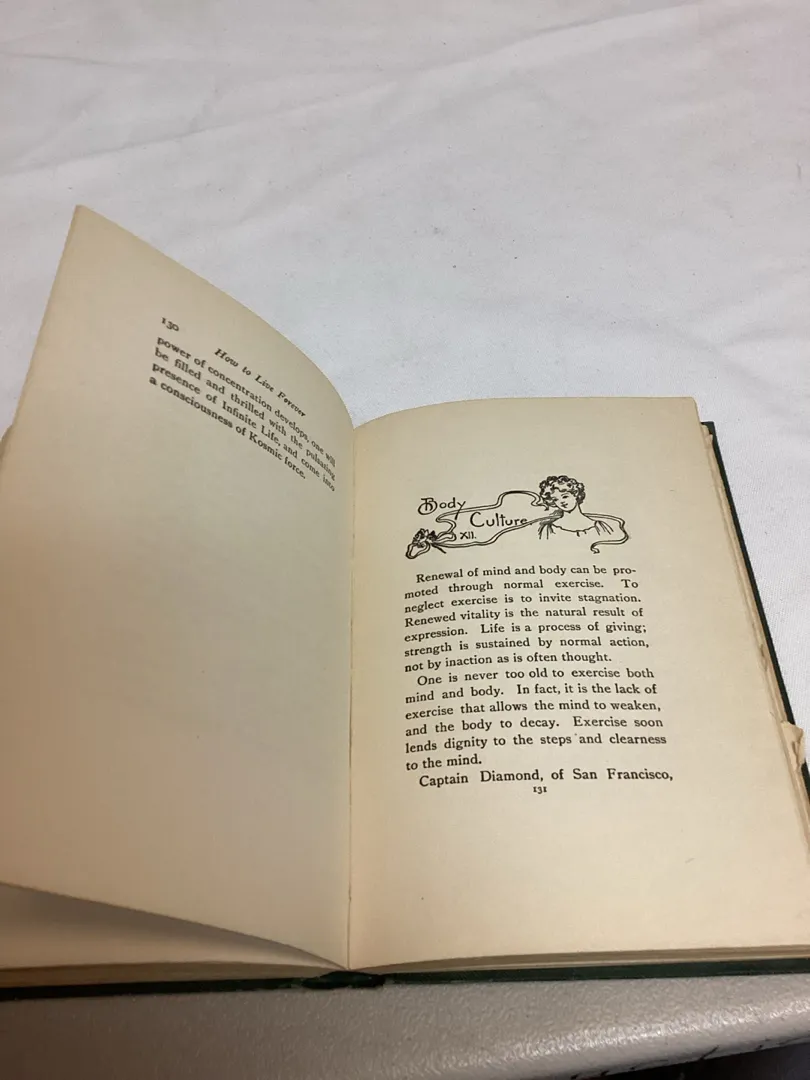 130
How to Live Forever
power of concentration develops, one will
be filled and thrilled with the pulsating
presence of Infinite Life, and come into
a consciousness of Kosmic force.
Body
Culture
XII.
Renewal of mind and body can be pro-
moted through normal exercise. To
neglect exercise is to invite stagnation.
Renewed vitality is the natural result of
expression. Life is a process of giving;
strength is sustained by normal action,
not by inaction as is often thought.
One is never too old to exercise both
mind and body. In fact, it is the lack of
exercise that allows the mind to weaken,
and the body to decay. Exercise soon
lends dignity to the steps and clearness
to the mind.
Captain Diamond, of San Francisco,
131